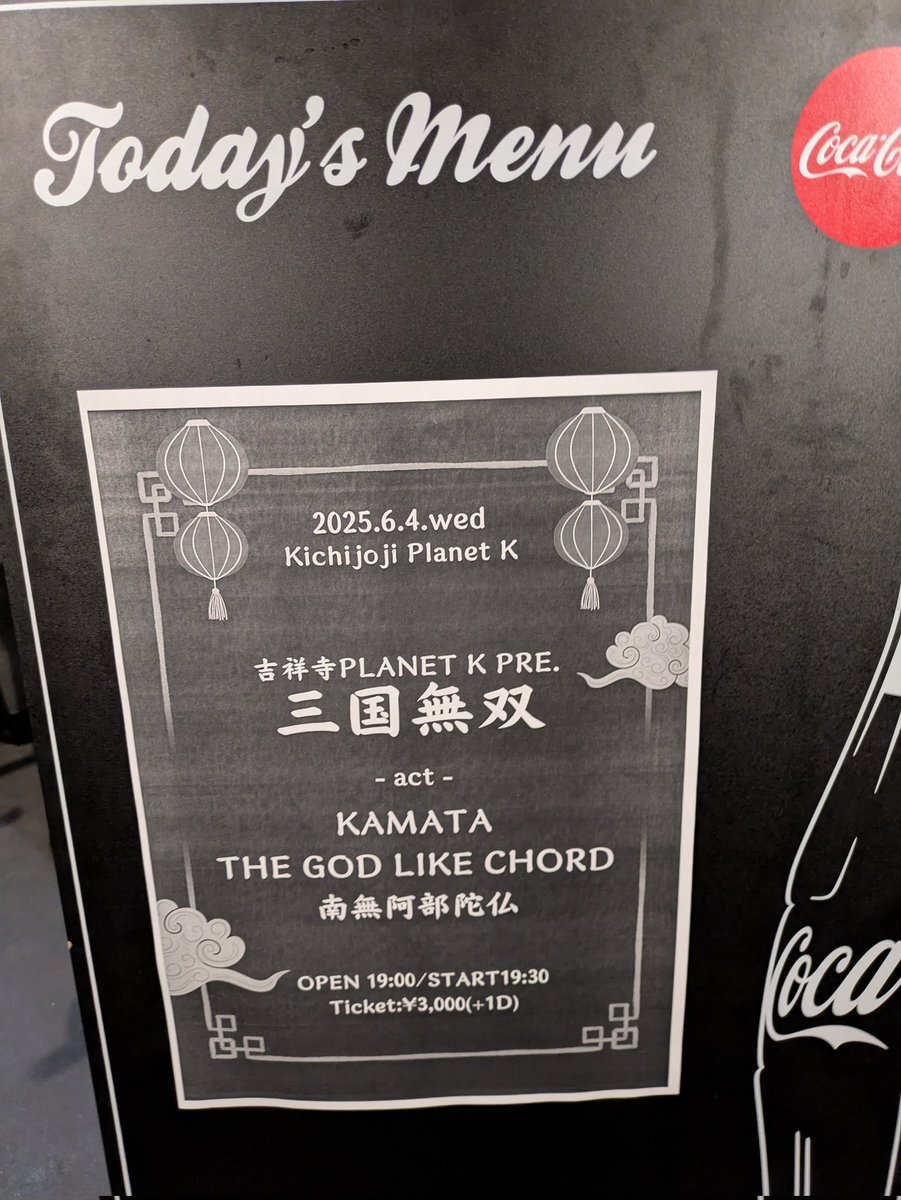 Today's Menu
Coca-C
2025.6.4.wed
Kichijoji Planet K
吉祥寺PLANET K PRE.
三国無双
- act -
KAMATA
THE GOD LIKE CHORD
南無阿部陀仏
OPEN 19:00/START19:30
Ticket:¥3,000(+1D)
Coca